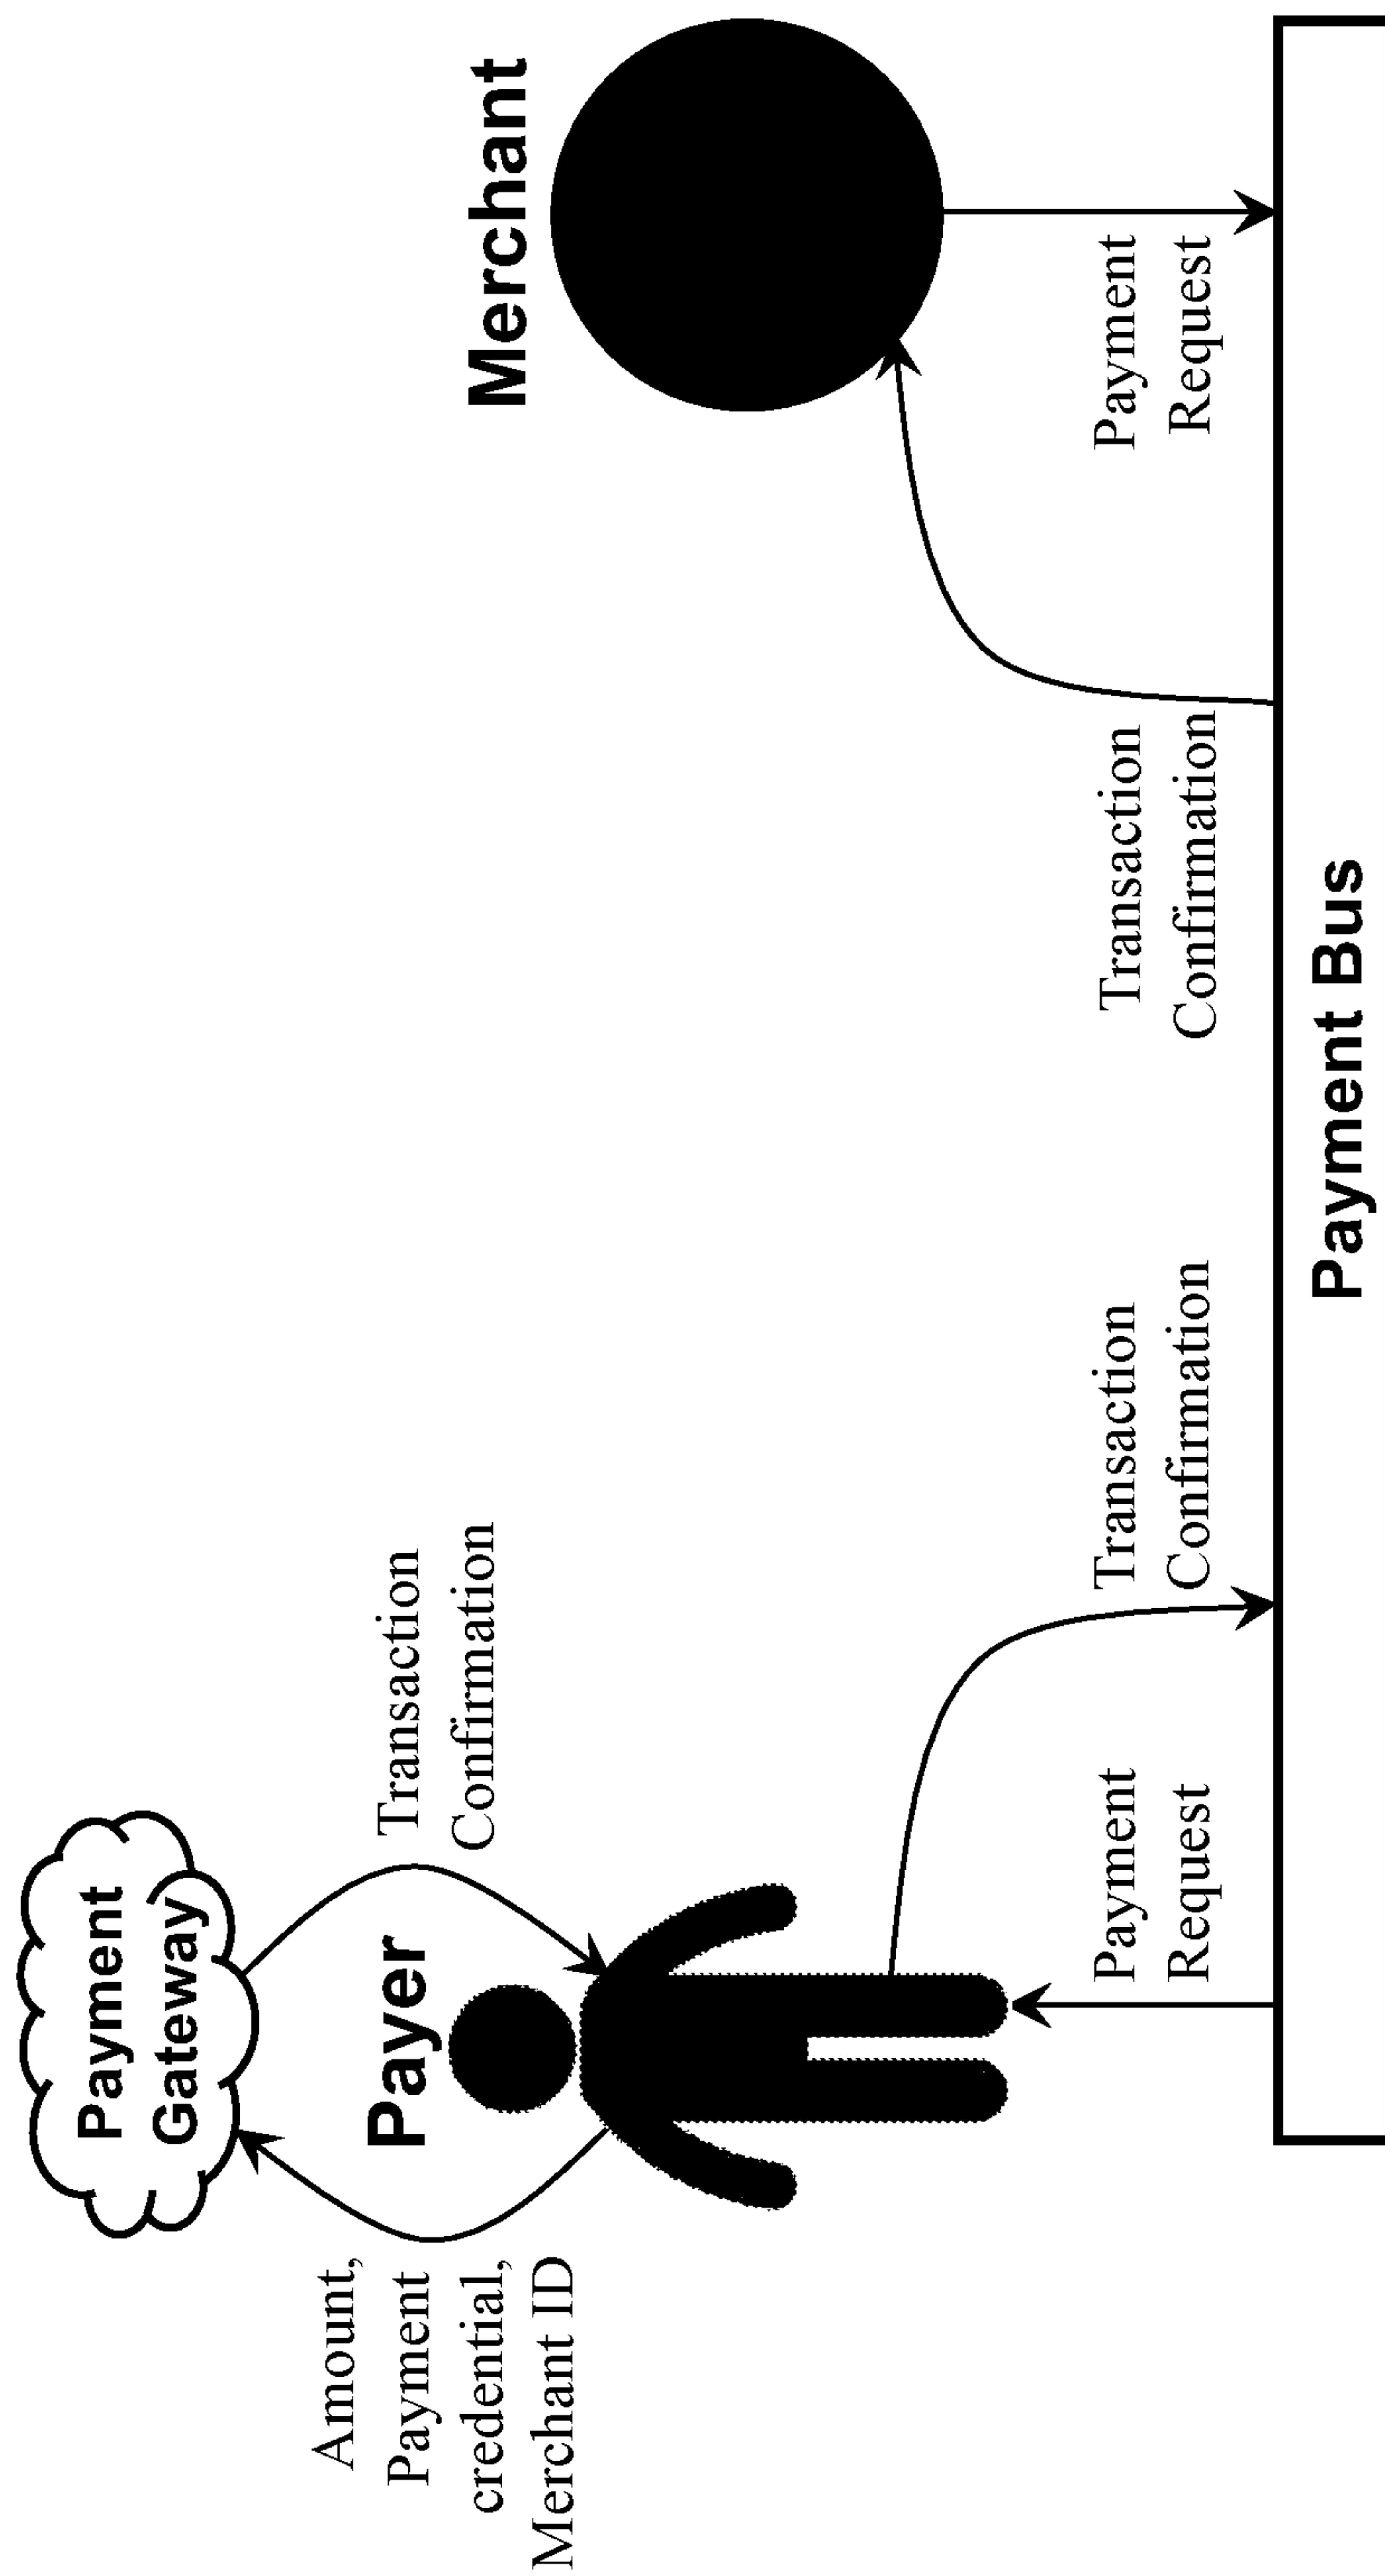 Payment
Gateway
Amount,
Payment
credential,
Merchant ID
Payer
Transaction
Confirmation
Merchant
Payment
Request
Transaction
Confirmation
Transaction
Confirmation
Payment
Request
Payment Bus